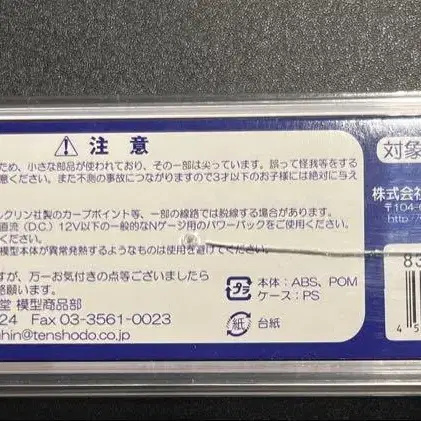 ⚠ 注 意
ため、小さな部品が使われており、その一部は尖っています。誤って怪我等をする
意ください。また不測の事故につながりますので3才以下のお子様には絶対に与え
ルクリン社製のカーブポイント等、一部の線路では脱線する場合があります。
直流（D.C.）12V以下の一般的なNゲージ用のパワーパックをご使用ください。
模型本体が異常発熱するようなものは使用を避けてください。
すが、万一お気付きの点等ございましたら
絡願います。
堂 模型商品部
24 Fax 03-3561-0023
hin@tenshodo.co.jp
プラ
本体：ABS、POM
ケース：PS
紙
台紙
対象
株式会社
〒104-
http://
83
45